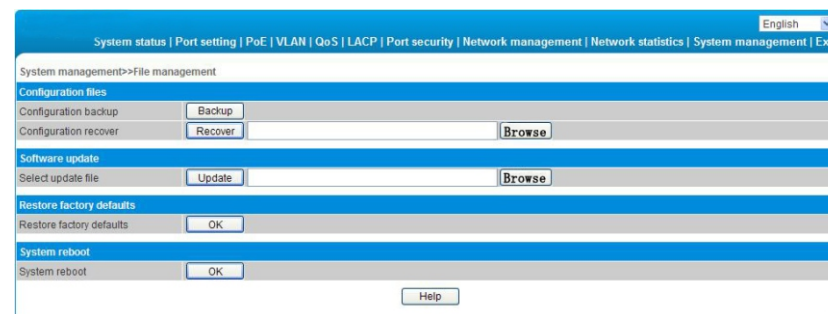 English
System status | Port setting | PoE | VLAN | QoS | LACP | Port security | Network management | Network statistics | System management | Ex
System management>>File management
Configuration files
Configuration backup Backup
Configuration recover Recover Browse
Software update
Select update file Update Browse
Restore factory defaults
Restore factory defaults OK
System reboot
System reboot OK
Help